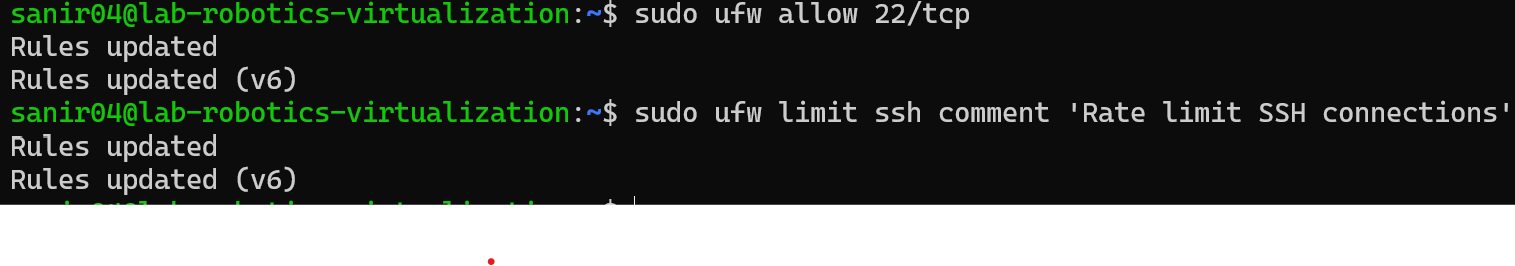 sanir04@lab-robotics-virtualization:~$ sudo ufw allow 22/tcp
Rules updated
Rules updated (v6)
sanir04@lab-robotics-virtualization:~$ sudo ufw limit ssh comment 'Rate limit SSH connections'
Rules updated
Rules updated (v6)